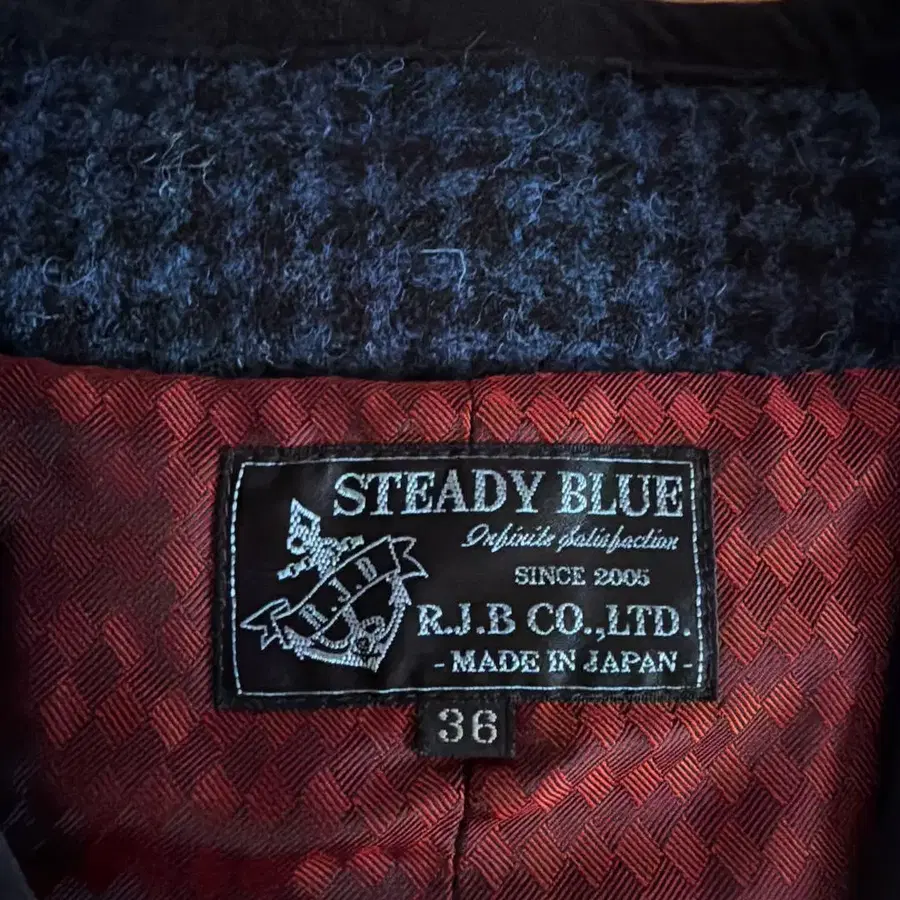 STEADY BLUE
Infinite Satisfaction
SINCE 2005
R.J.B
R.J.B CO.,LTD.
- MADE IN JAPAN -
36